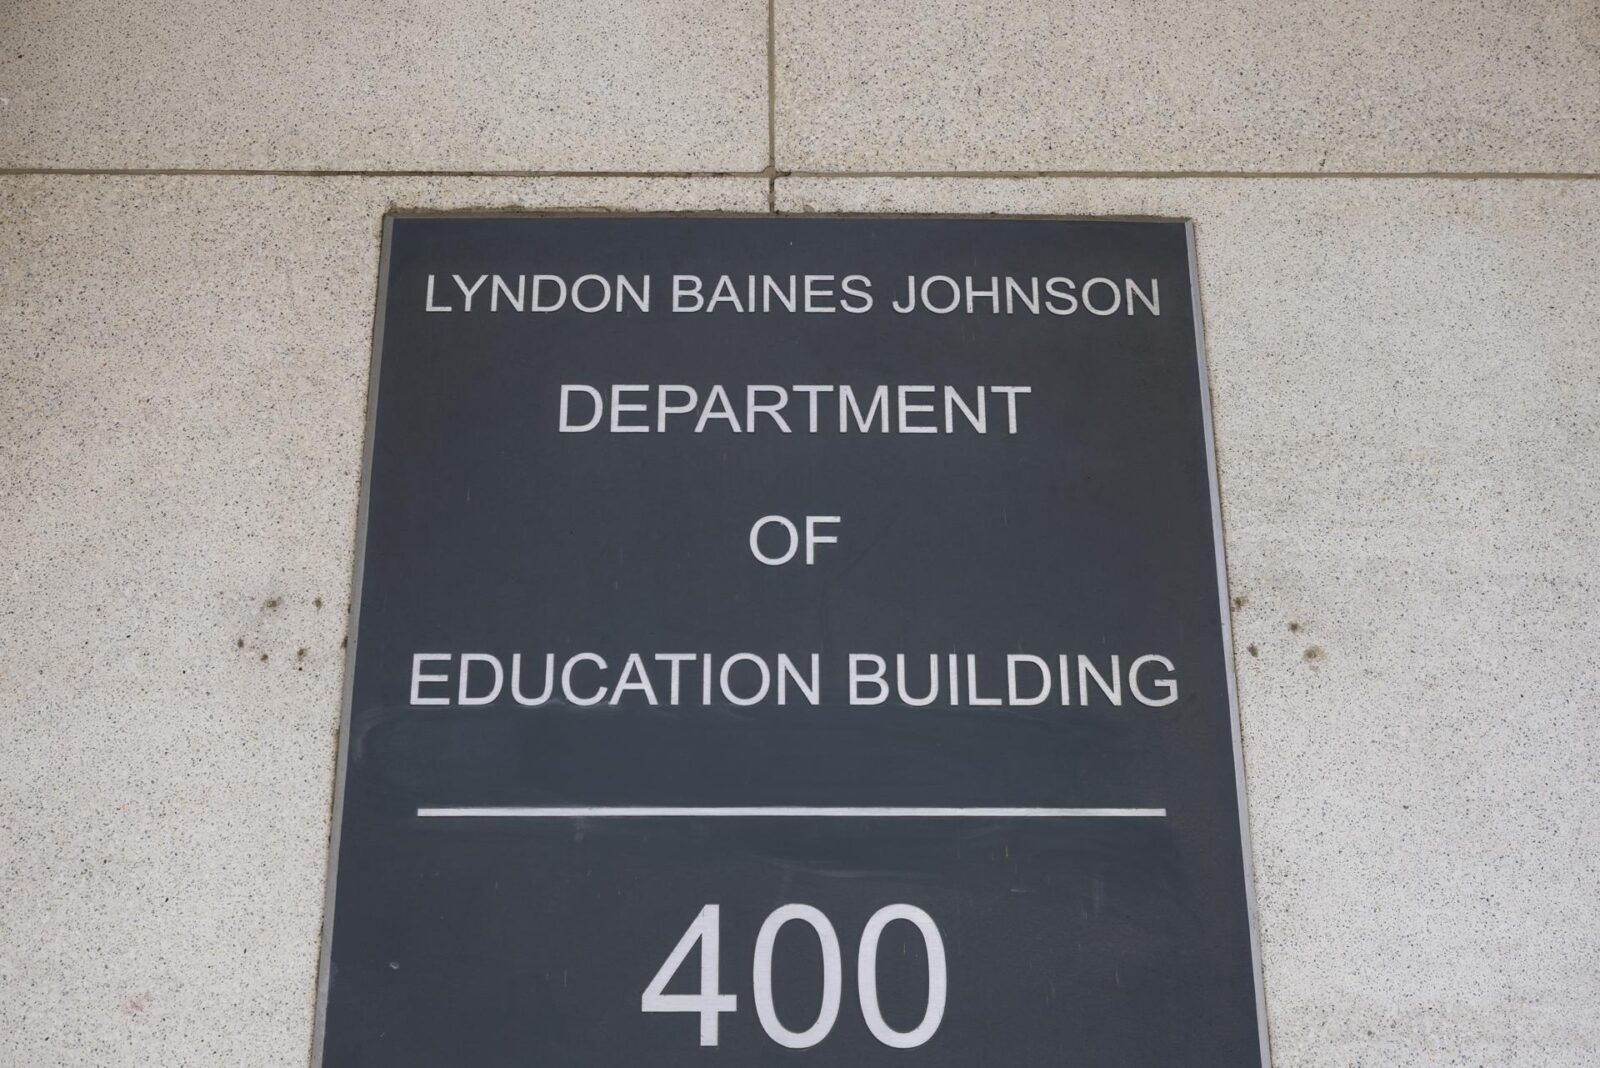 LYNDON BAINES JOHNSON
DEPARTMENT
OF
EDUCATION BUILDING
400